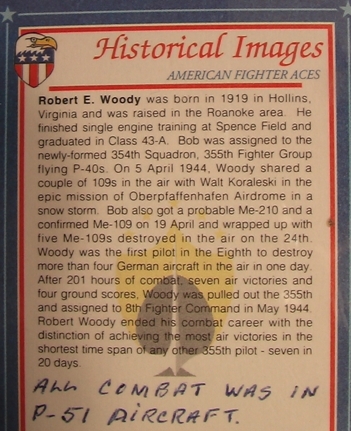 Historical Images
AMERICAN FIGHTER ACES
Robert E. Woody was born in 1919 in Hollins,
Virginia and was raised in the Roanoke area. He
finished single engine training at Spence Field and
graduated in Class 43-A. Bob was assigned to the
newly-formed 354th Squadron, 355th Fighter Group
flying P-40s. On 5 April 1944, Woody shared a
couple of 109s in the air with Walt Koraleski in the
epic mission of Oberpfaffenhafen Airdrome in a
snow storm. Bob also got a probable Me-210 and a
confirmed Me-109 on 19 April and wrapped up with
five Me-109s destroyed in the air on the 24th.
Woody was the first pilot in the Eighth to destroy
more than four German aircraft in the air in one day.
After 201 hours of combat, seven air victories and
four ground scores, Woody was pulled out the 355th
and assigned to 8th Fighter Command in May 1944.
Robert Woody ended his combat career with the
distinction of achieving the most air victories in the
shortest time span of any other 355th pilot - seven in
20 days.
ALL COMBAT WAS IN
P-51 AIRCRAFT.